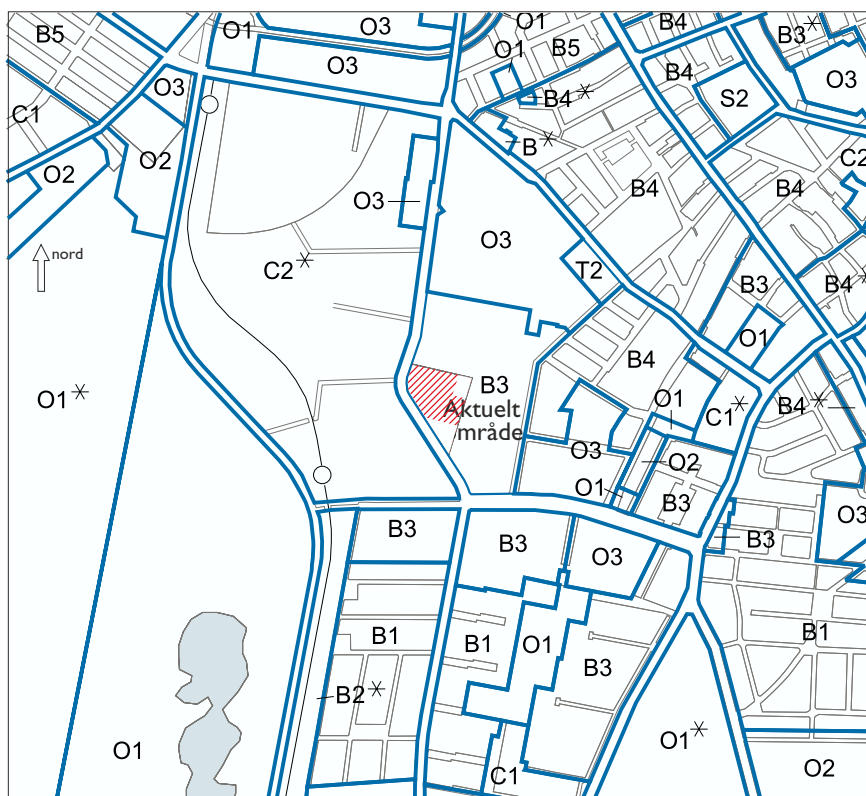 O1
O3
B4
B5
O1
B5
B3*
O3
O3
B4
O3
C1
B4*
S2
O2
B*
C2
O2
O3
B4
B4
O3
nord
C2*
T2
B3
B4*
O1
B4
B3
O1*
O1
Aktuelt
mråde
C1*
B4*
O3
O2
O1
B3
O3
B3
B3
O3
B3
B1
B1
O1
B3
B1
B2*
O1
O1*
C1
O2